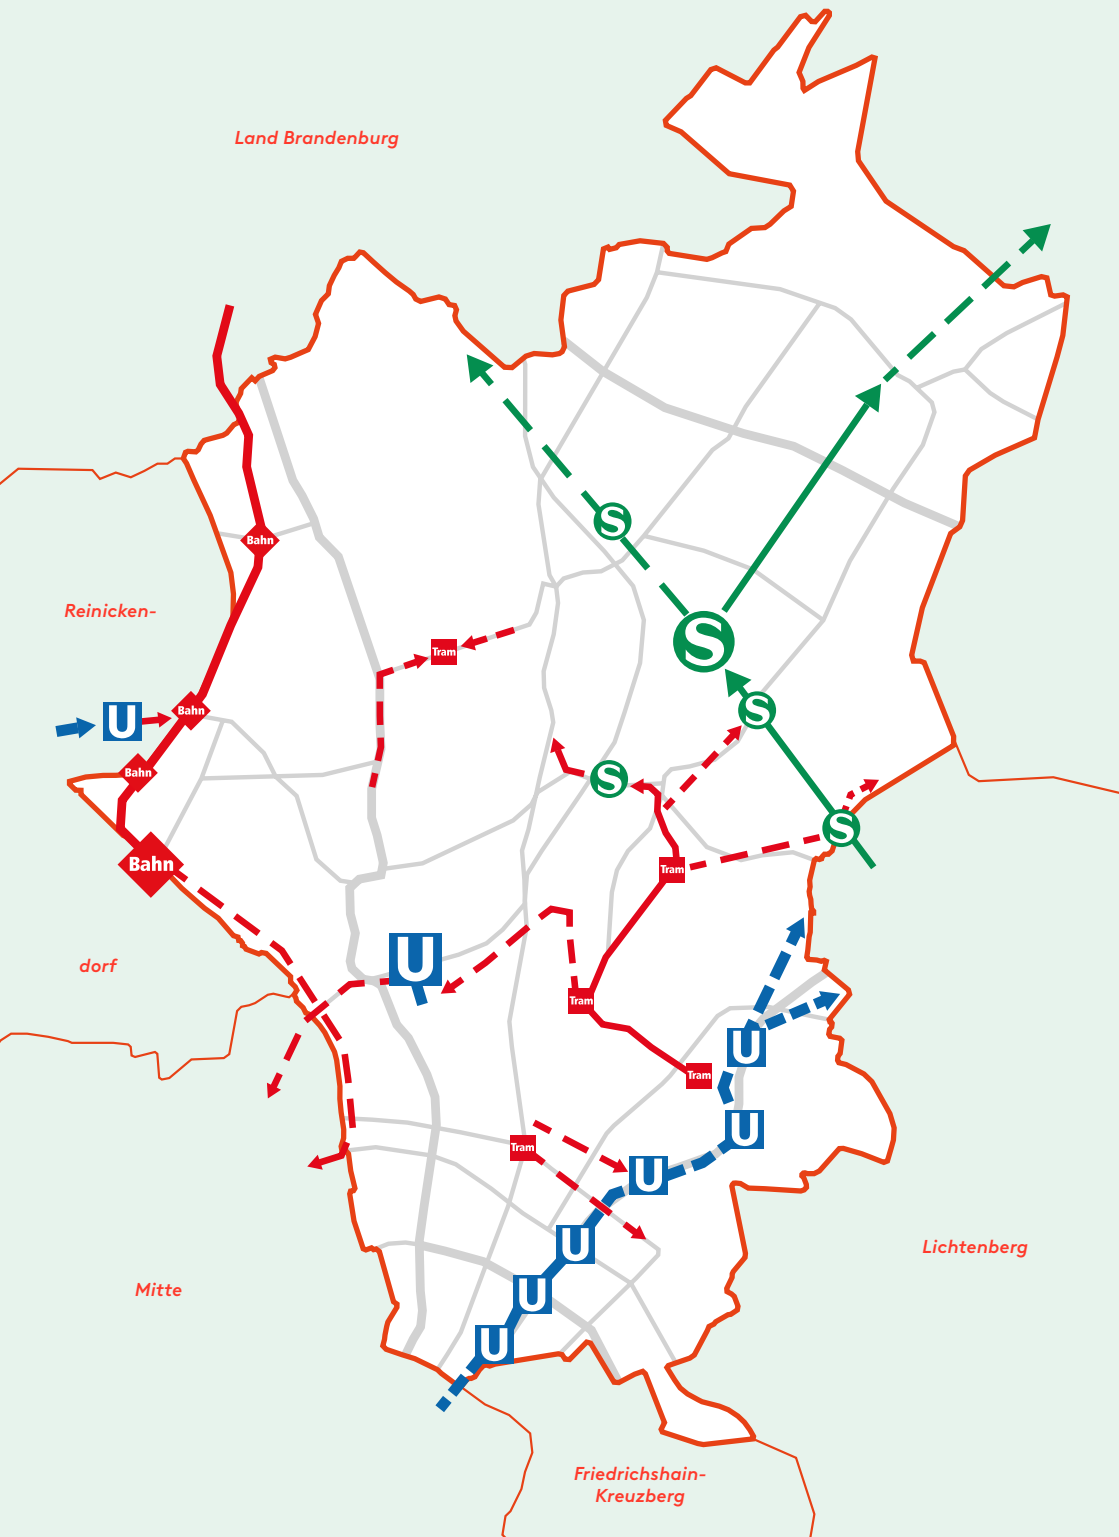 Land Brandenburg
S
Bahn
Reinicken-
S
Tram
S
Bahn
U
Bahn
S
S
Bahn
Tram
U
dorf
Tram
U
Tram
U
Tram
U
Lichtenberg
U
Mitte
U
U
Friedrichshain-
Kreuzberg